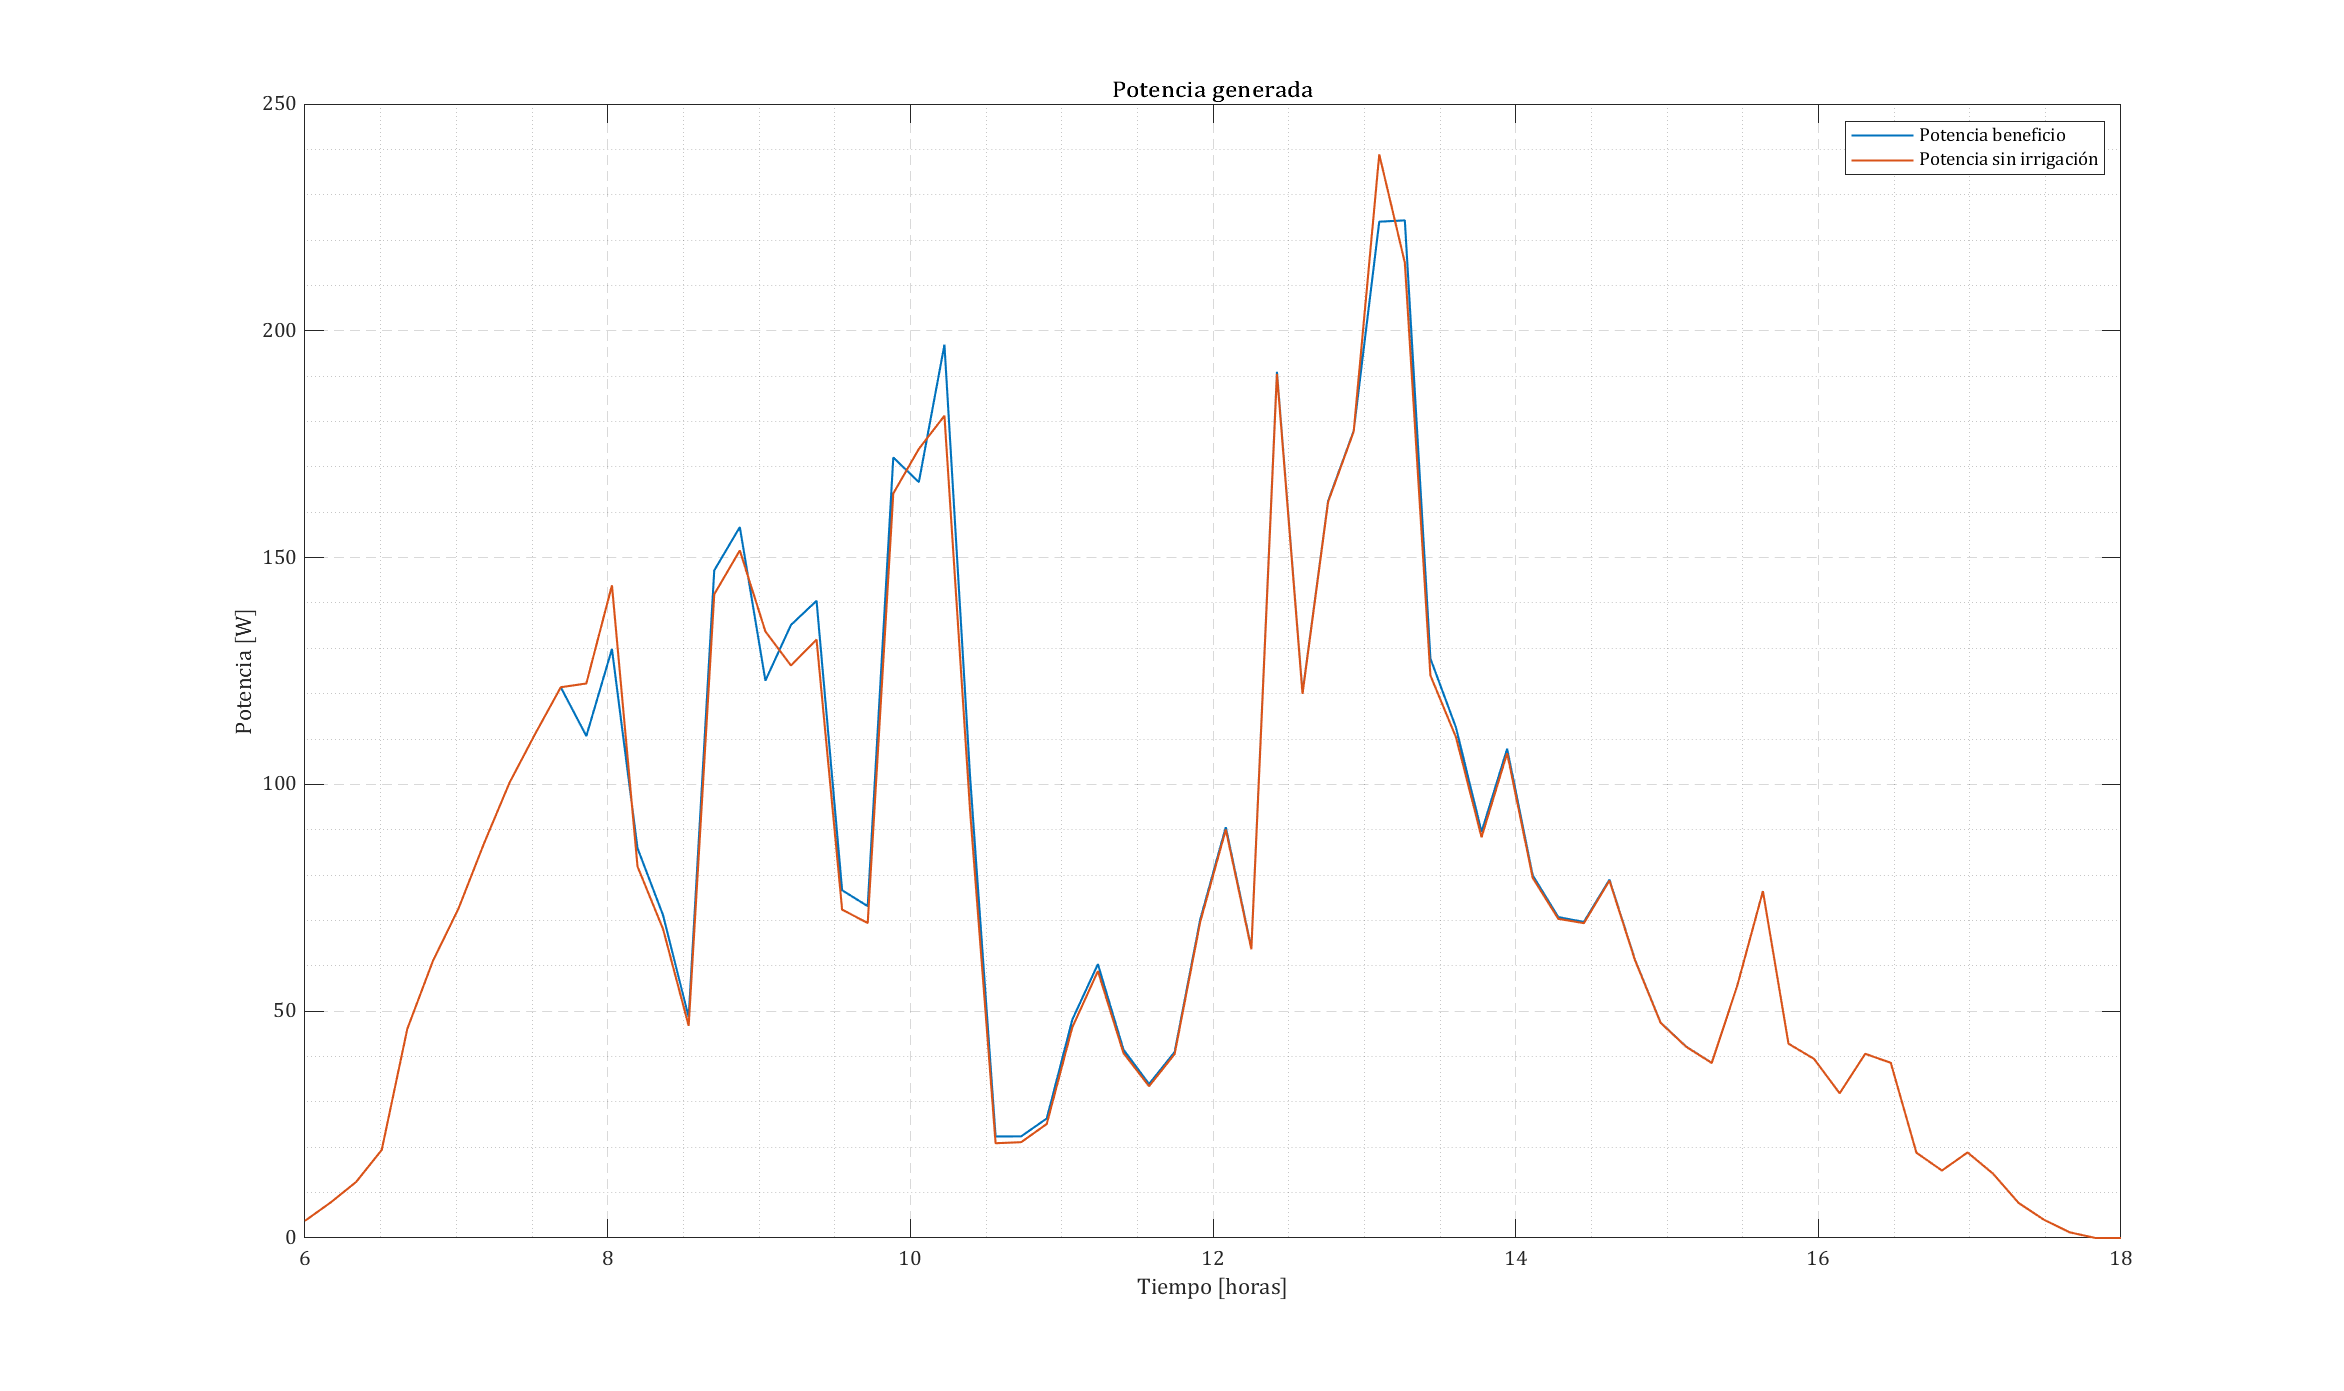 Potencia generada
250
200
150
100
50
0
Potencia [W]
Potencia beneficio
Potencia sin irrigación
6 8 10 12 14 16 18
Tiempo [horas]